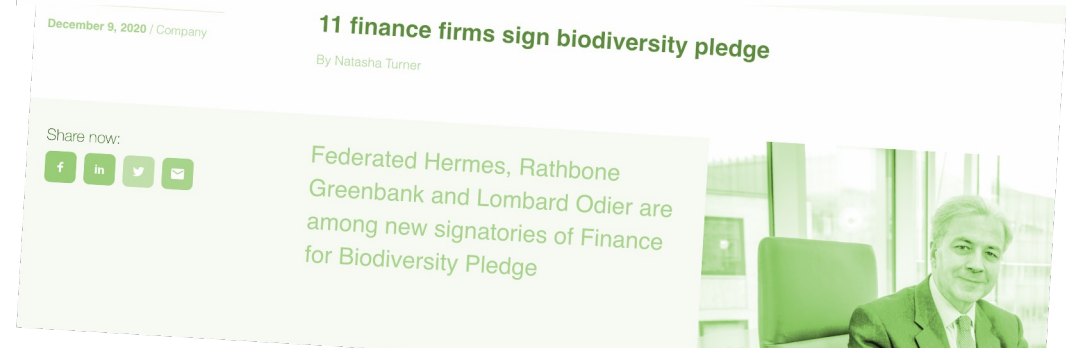 December 9, 2020 / Company
11 finance firms sign biodiversity pledge
By Natasha Turner
Share now:
f
in
Federated Hermes, Rathbone
Greenbank and Lombard Odier are
among new signatories of Finance
for Biodiversity Pledge